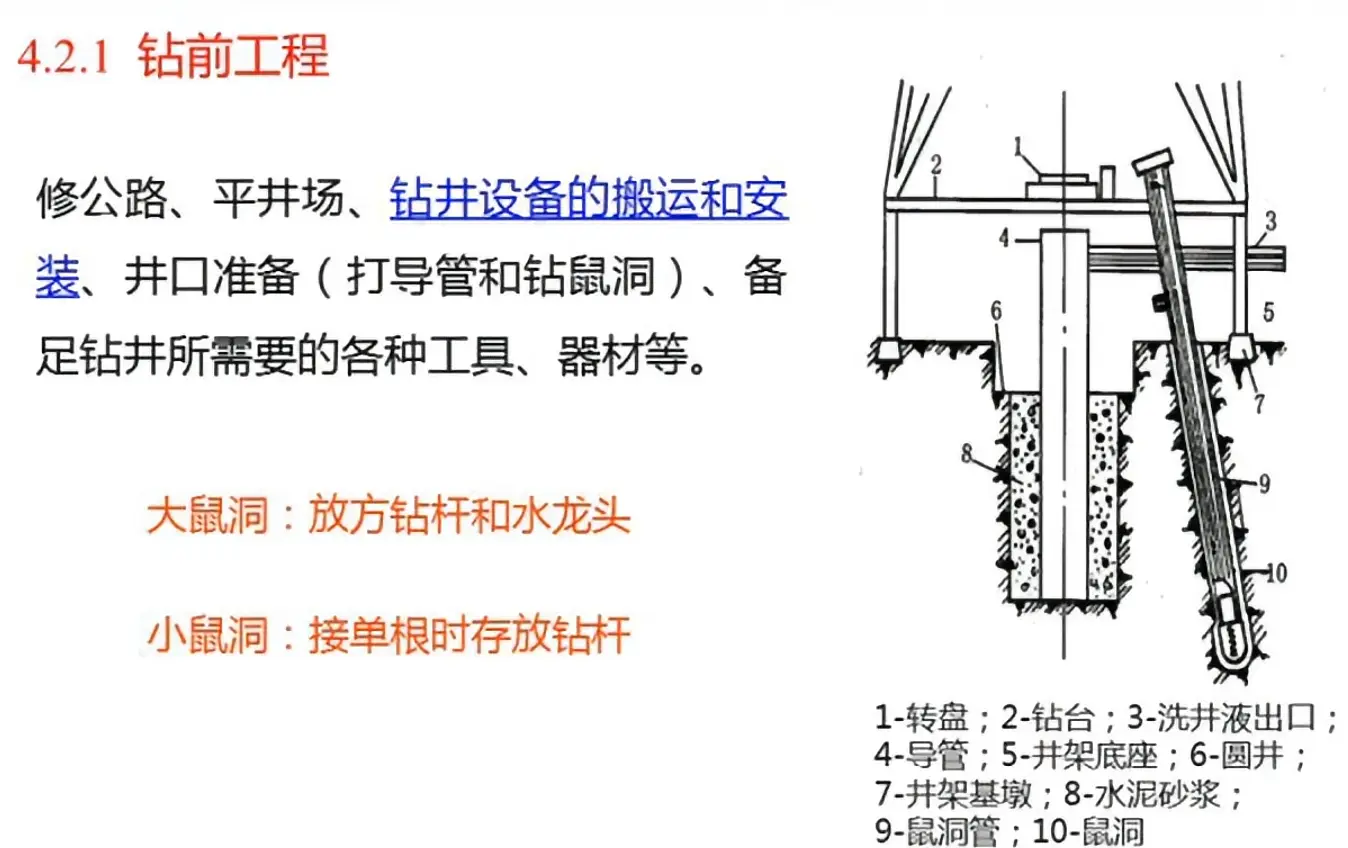 4.2.1 钻前工程
修公路、平井场、钻井设备的搬运和安
装、井口准备（打导管和钻鼠洞）、备
足钻井所需要的各种工具、器材等。
大鼠洞：放方钻杆和水龙头
小鼠洞：接单根时存放钻杆
1
2
3
4
5
6
7
8
9
10
1-转盘；2-钻台；3-洗井液出口；
4-导管；5-井架底座；6-圆井；
7-井架基墩；8-水泥砂浆；
9-鼠洞管；10-鼠洞